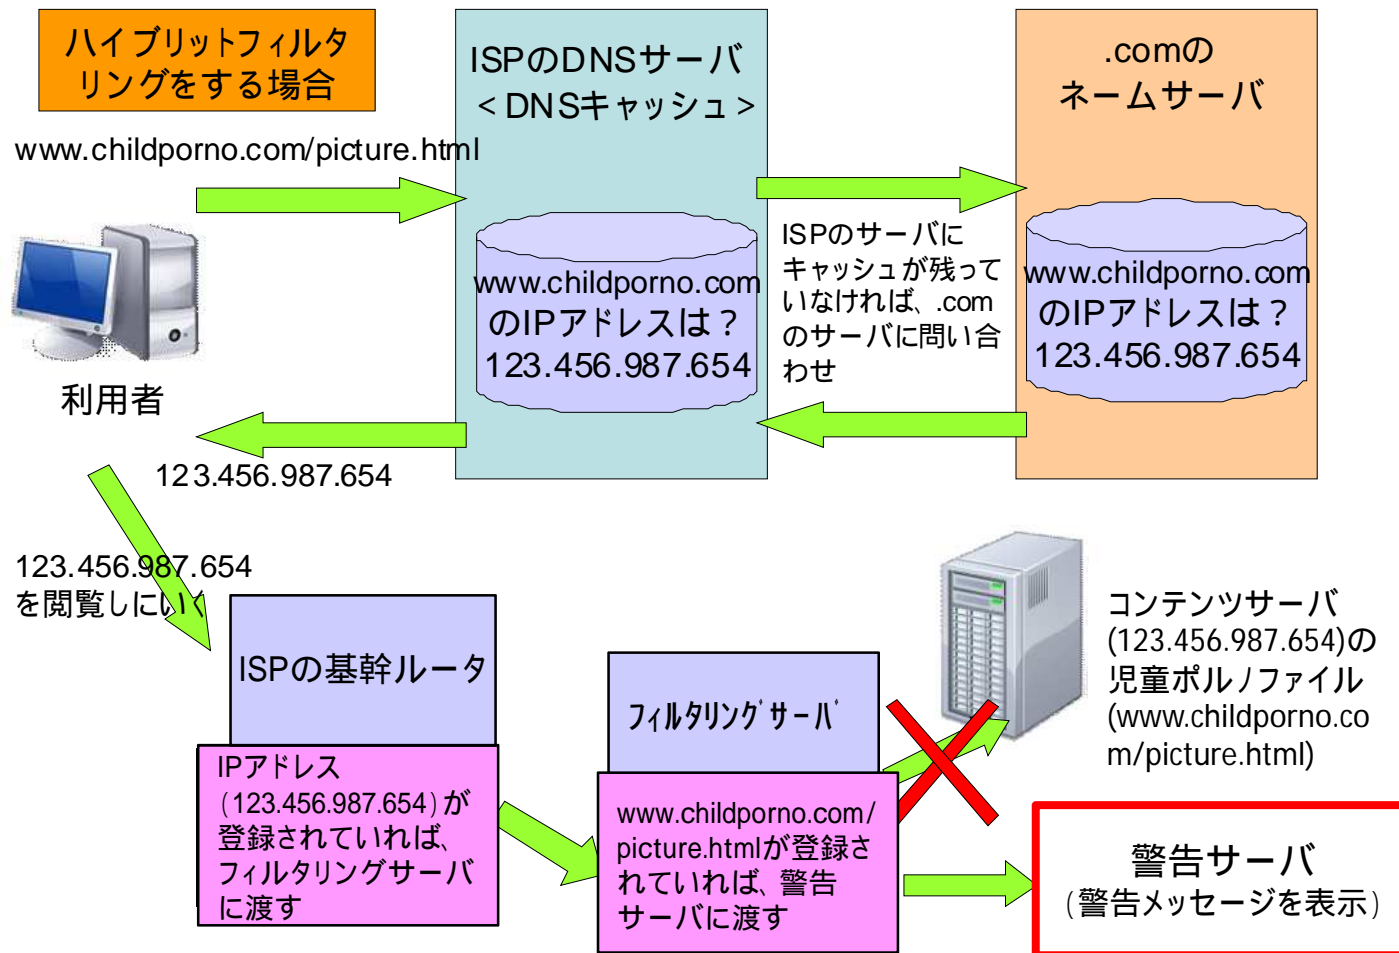 ハイブリットフィルタ
リングをする場合
www.childporno.com/picture.html
利用者
ISPのDNSサーバ
＜DNSキャッシュ＞
www.childporno.com
のIPアドレスは？
123.456.987.654
ISPのサーバに
キャッシュが残って
いなければ、.com
のサーバに問い合
わせ
.comの
ネームサーバ
www.childporno.com
のIPアドレスは？
123.456.987.654
123.456.987.654
123.456.987.654
を閲覧しにいく
ISPの基幹ルータ
IPアドレス
（123.456.987.654）が
登録されていれば、
フィルタリングサーバ
に渡す
ﾌｨﾙﾀﾘﾝｸﾞｻｰﾊﾞ
www.childporno.com/
picture.htmlが登録さ
れていれば、警告
サーバに渡す
コンテンツサーバ
(123.456.987.654)の
児童ポルノファイル
(www.childporno.co
m/picture.html)
警告サーバ
（警告メッセージを表示）